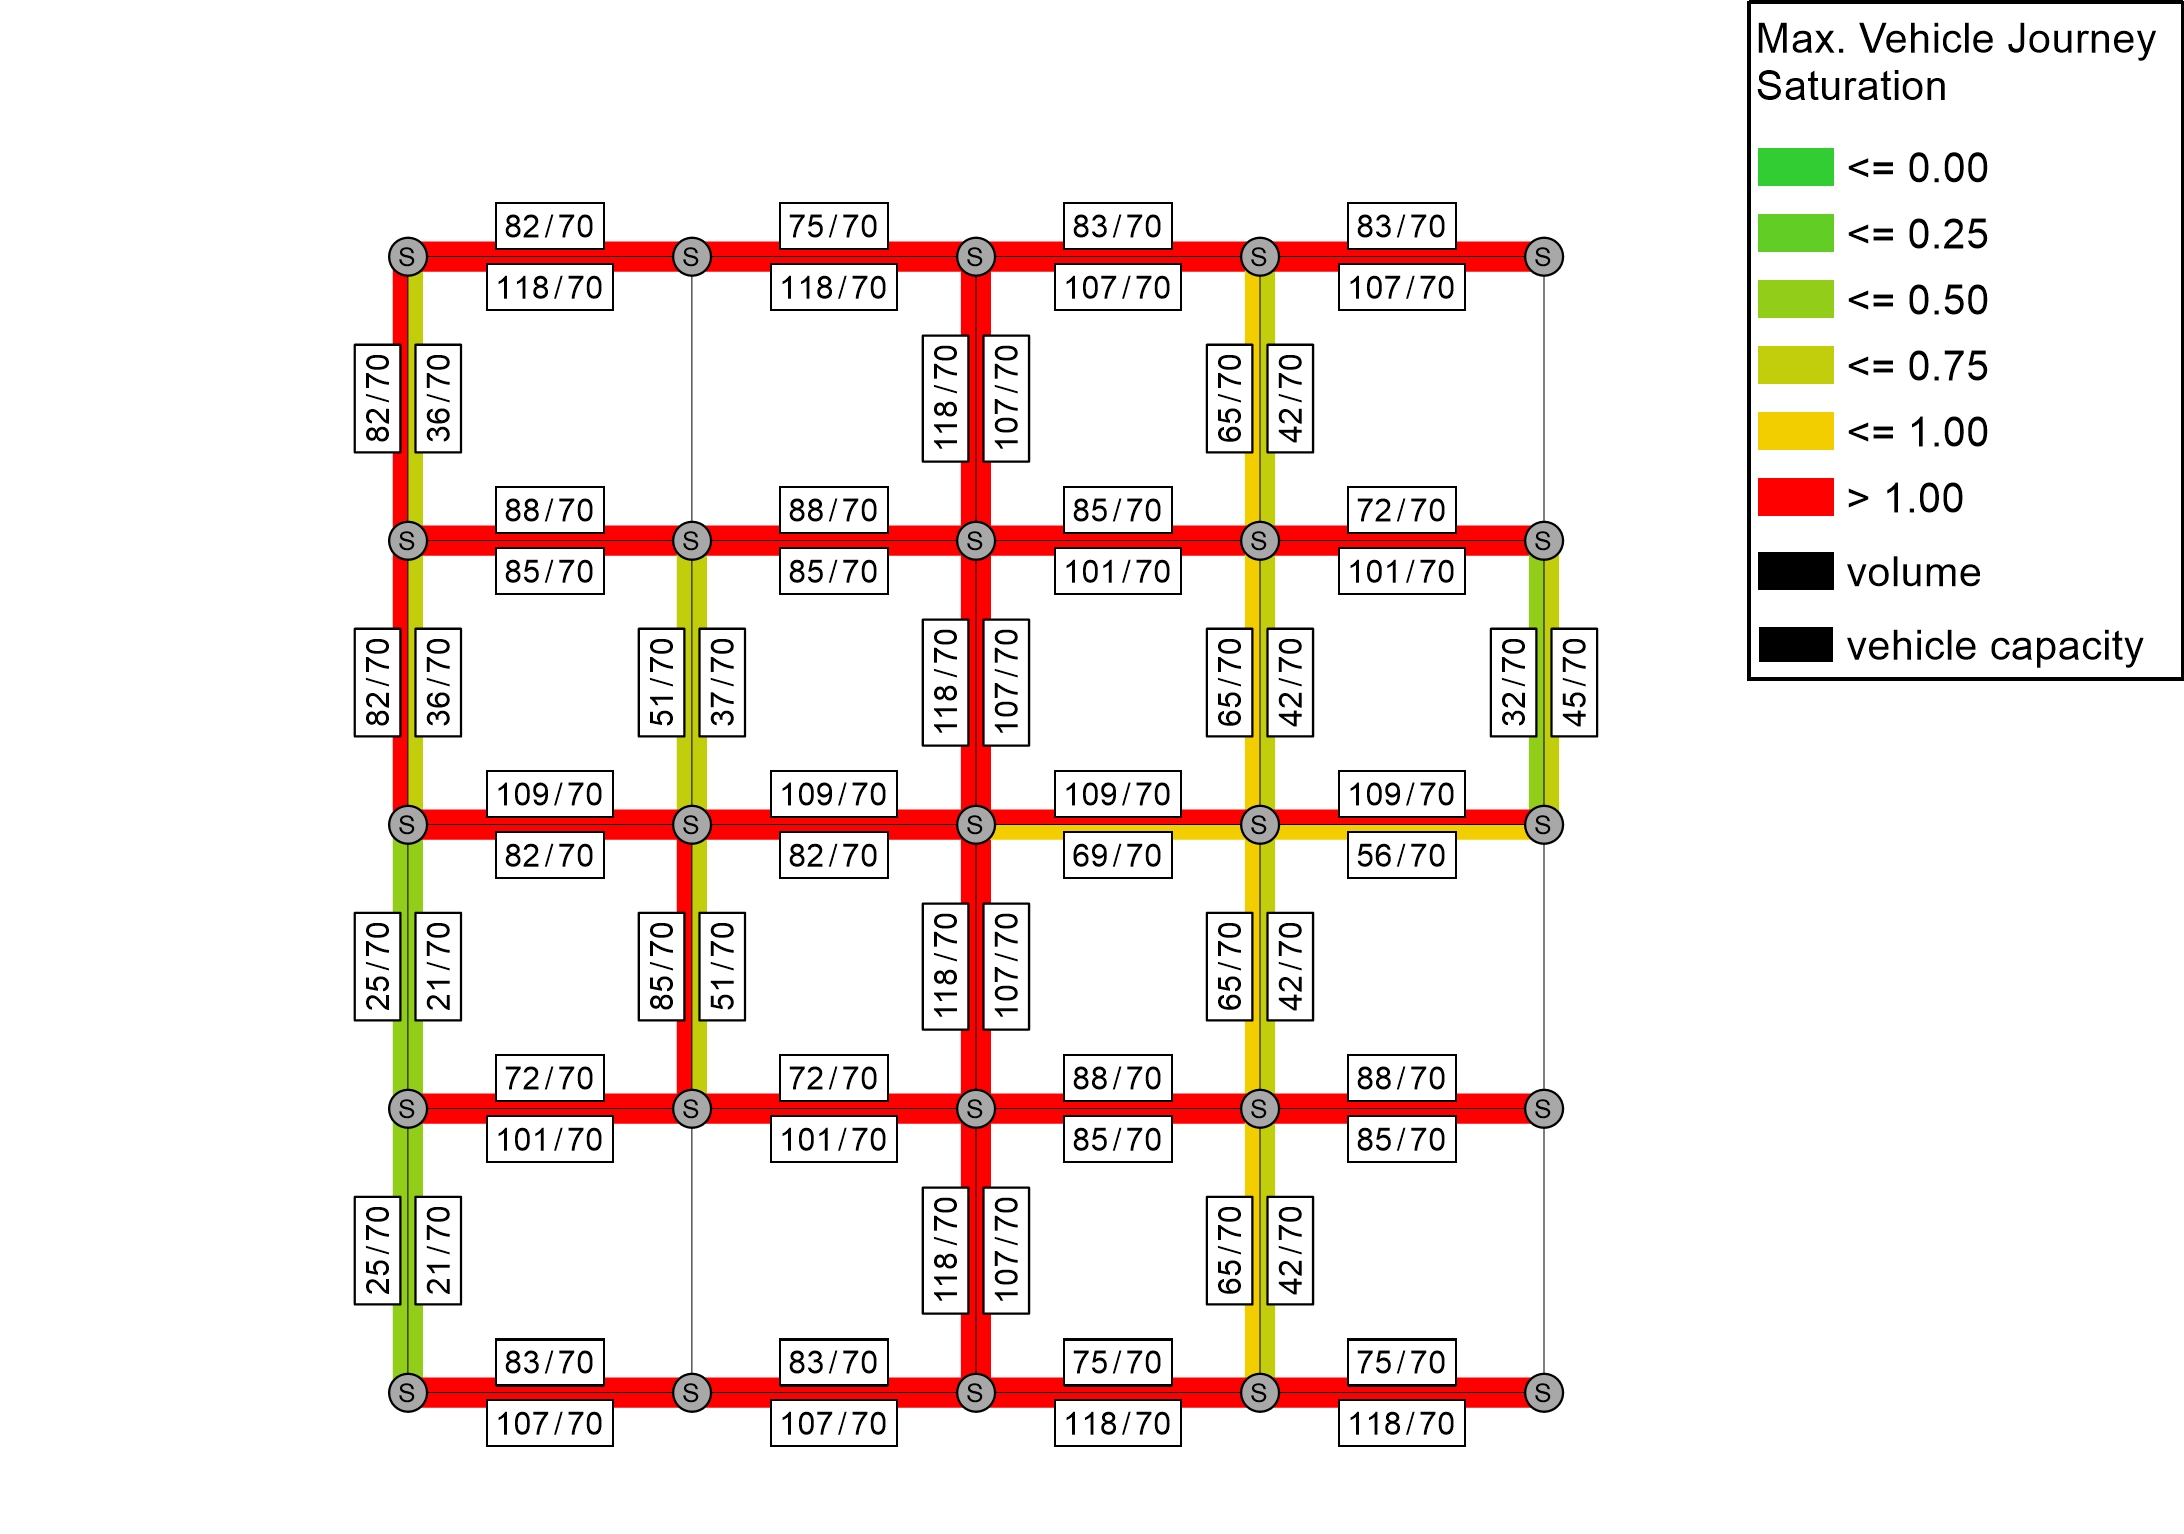 Max. Vehicle Journey
Saturation
<= 0.00
<= 0.25
<= 0.50
<= 0.75
<= 1.00
> 1.00
volume
vehicle capacity
82/70 75/70 83/70 83/70
S S S S S
118/70 118/70 107/70 107/70
82/70 36/70 118/70 107/70 65/70 42/70
88/70 88/70 85/70 72/70
S S S S S
85/70 85/70 101/70 101/70
82/70 36/70 51/70 37/70 118/70 107/70 65/70 42/70 32/70 45/70
109/70 109/70 109/70 109/70
S S S S S
82/70 82/70 69/70 56/70
25/70 21/70 85/70 51/70 118/70 107/70 65/70 42/70
72/70 72/70 88/70 88/70
S S S S S
101/70 101/70 85/70 85/70
25/70 21/70 118/70 107/70 65/70 42/70
83/70 83/70 75/70 75/70
S S S S S
107/70 107/70 118/70 118/70